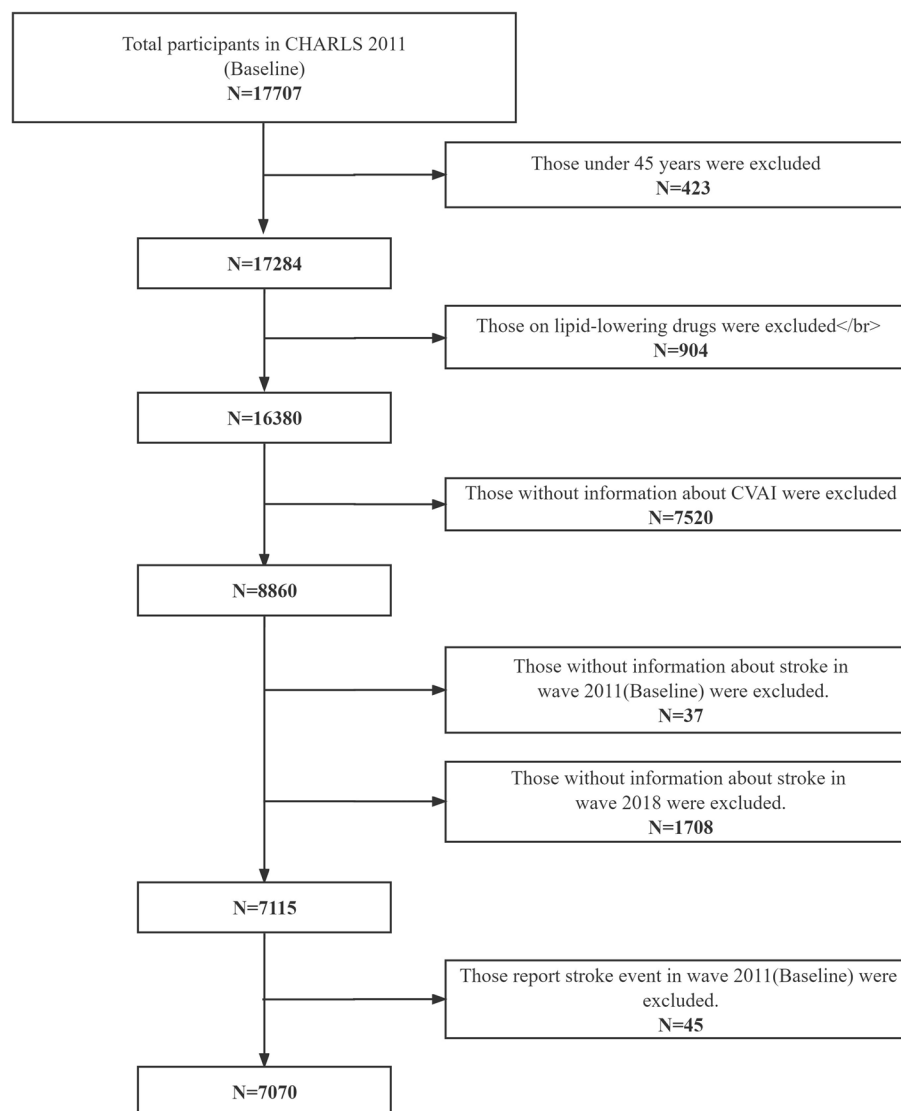 Total participants in CHARLS 2011
(Baseline)
N=17707
Those under 45 years were excluded
N=423
N=17284
Those on lipid-lowering drugs were excluded</br>
N=904
N=16380
Those without information about CVAI were excluded
N=7520
N=8860
Those without information about stroke in
wave 2011(Baseline) were excluded.
N=37
Those without information about stroke in
wave 2018 were excluded.
N=1708
N=7115
Those report stroke event in wave 2011(Baseline) were
excluded.
N=45
N=7070